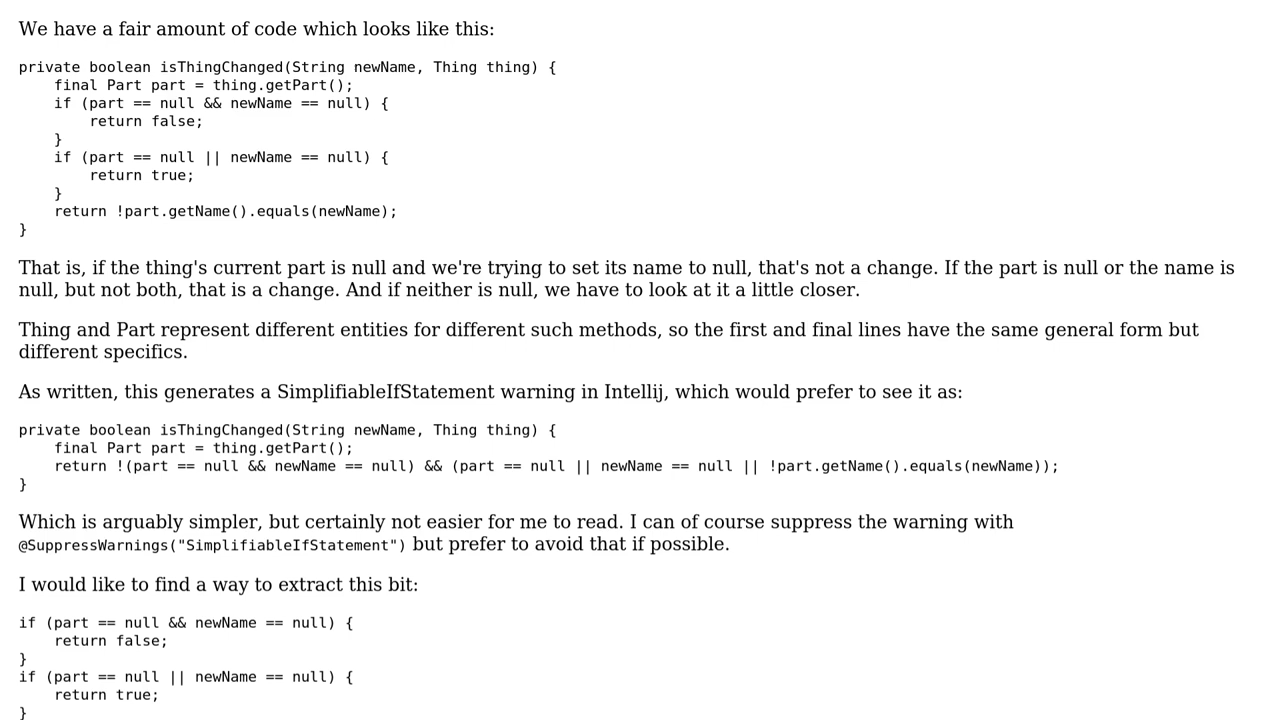 We have a fair amount of code which looks like this:
private boolean isThingChanged(String newName, Thing thing) {
    final Part part = thing.getPart();
    if (part == null && newName == null) {
        return false;
    }
    if (part == null || newName == null) {
        return true;
    }
    return !part.getName().equals(newName);
}
That is, if the thing's current part is null and we're trying to set its name to null, that's not a change. If the part is null or the name is
null, but not both, that is a change. And if neither is null, we have to look at it a little closer.
Thing and Part represent different entities for different such methods, so the first and final lines have the same general form but
different specifics.
As written, this generates a SimplifiableIfStatement warning in Intellij, which would prefer to see it as:
private boolean isThingChanged(String newName, Thing thing) {
    final Part part = thing.getPart();
    return !(part == null && newName == null) && (part == null || newName == null || !part.getName().equals(newName));
}
Which is arguably simpler, but certainly not easier for me to read. I can of course suppress the warning with
@SuppressWarnings("SimplifiableIfStatement") but prefer to avoid that if possible.
I would like to find a way to extract this bit:
if (part == null && newName == null) {
    return false;
}
if (part == null || newName == null) {
    return true;
}